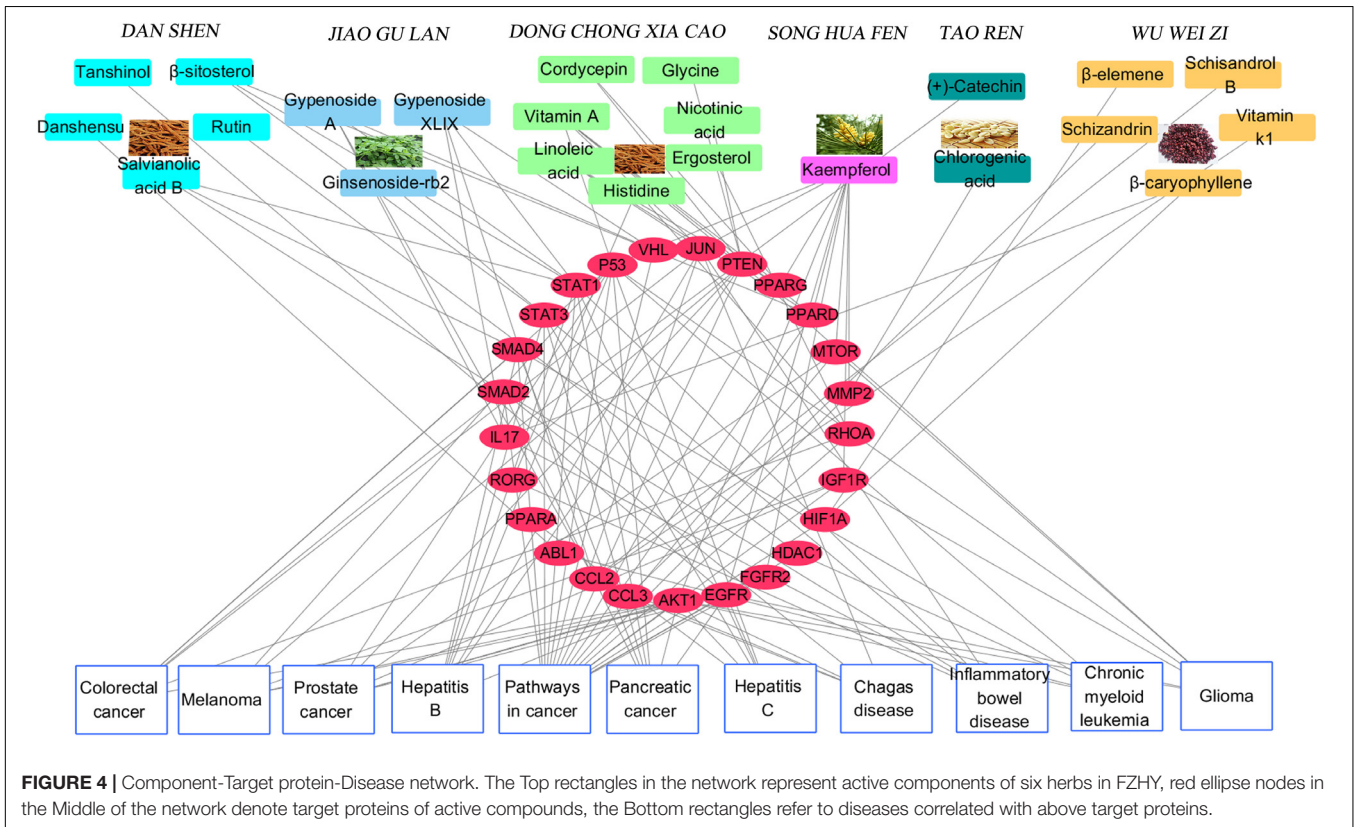 DAN SHEN
JIAO GU LAN
DONG CHONG XIA CAO
SONG HUA FEN
TAO REN
WU WEI ZI
Tanshinol
β-sitosterol
Danshensu
Rutin
Salvianolic
acid B
Gypenoside
A
Gypenoside
XLIX
Ginsenoside-rb2
Cordycepin
Glycine
Vitamin A
Nicotinic
acid
Linoleic
acid
Ergosterol
Histidine
Kaempferol
(+)-Catechin
Chlorogenic
acid
β-elemene
Schisandrol
B
Schizandrin
Vitamin
k1
β-caryophyllene
VHL
JUN
P53
PTEN
STAT1
PPARG
STAT3
PPARD
SMAD4
MTOR
SMAD2
MMP2
IL17
RHOA
RORG
IGF1R
PPARA
HIF1A
ABL1
HDAC1
CCL2
FGFR2
CCL3
AKT1
EGFR
Colorectal
cancer
Melanoma
Prostate
cancer
Hepatitis
B
Pathways
in cancer
Pancreatic
cancer
Hepatitis
C
Chagas
disease
Inflammatory
bowel
disease
Chronic
myeloid
leukemia
Glioma
FIGURE 4 | Component-Target protein-Disease network. The Top rectangles in the network represent active components of six herbs in FZHY, red ellipse nodes in
the Middle of the network denote target proteins of active compounds, the Bottom rectangles refer to diseases correlated with above target proteins.